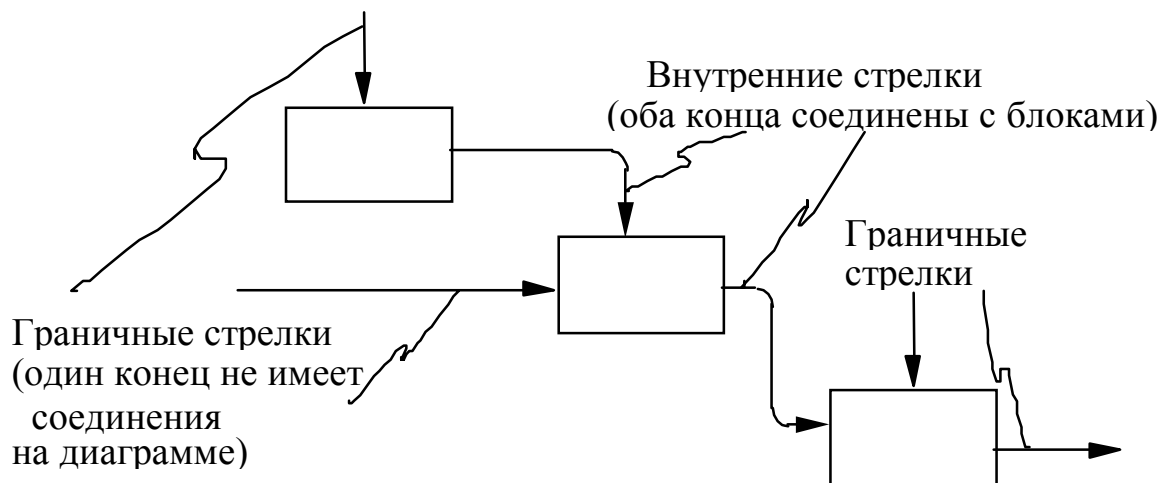 Внутренние стрелки
(оба конца соединены с блоками)
Граничные
стрелки
Граничные стрелки
(один конец не имеет
соединения
на диаграмме)